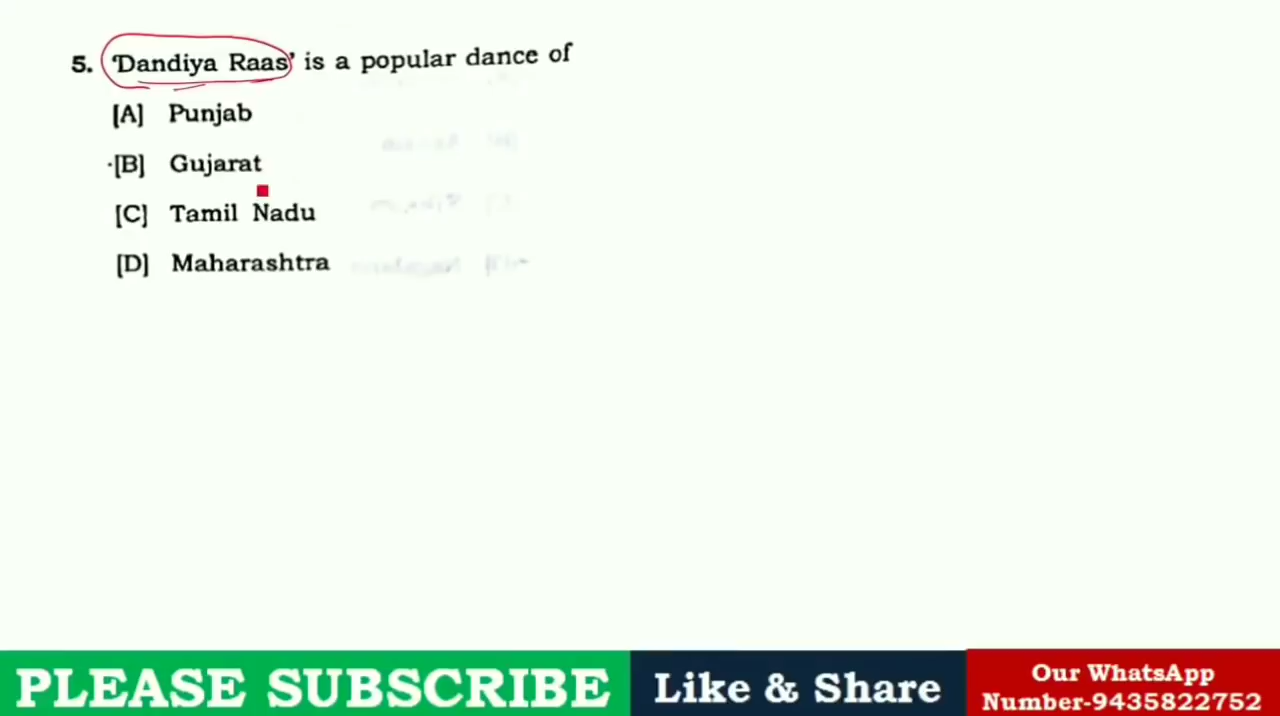 5. 'Dandiya Raas' is a popular dance of
[A] Punjab
[B] Gujarat
[C] Tamil Nadu
[D] Maharashtra
PLEASE SUBSCRIBE
Like & Share
Our WhatsApp
Number-9435822752